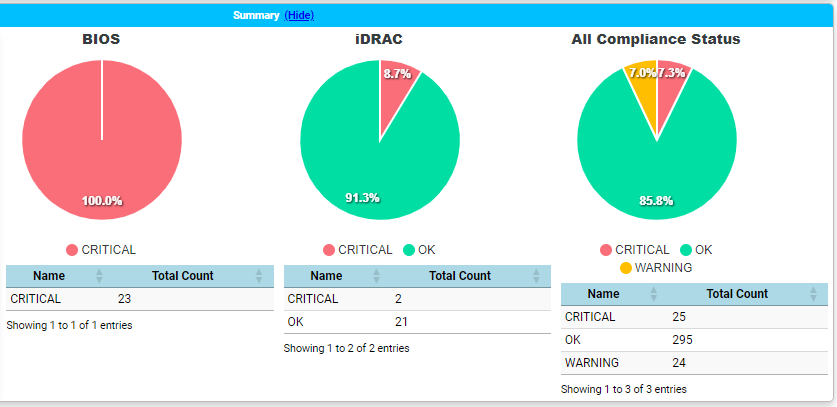 Summary (Hide)
BIOS
100.0%
CRITICAL
Name Total Count
CRITICAL 23
Showing 1 to 1 of 1 entries
iDRAC
8.7%
91.3%
CRITICAL OK
Name Total Count
CRITICAL 2
OK 21
Showing 1 to 2 of 2 entries
All Compliance Status
7.0% 7.3%
85.8%
CRITICAL OK
WARNING
Name Total Count
CRITICAL 25
OK 295
WARNING 24
Showing 1 to 3 of 3 entries